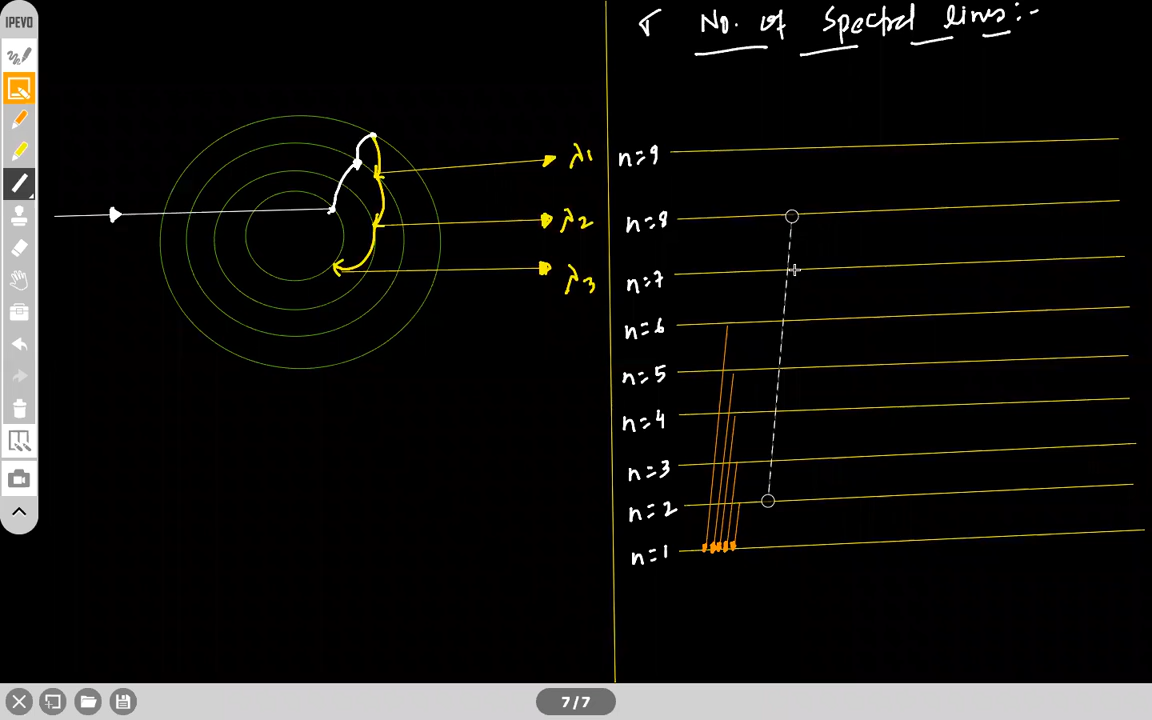 IPEVO
No. of Spectral lines:-
λ1
λ2
λ3
n=9
n=8
n=7
n=6
n=5
n=4
n=3
n=2
n=1
7/7